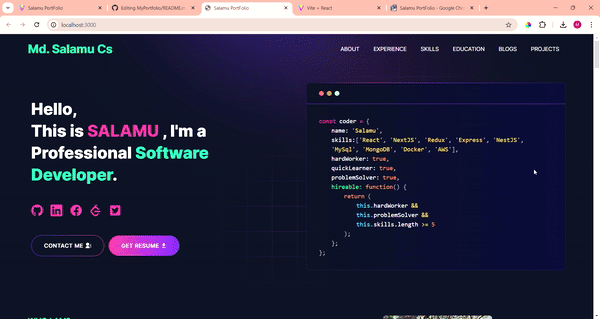 Salamu PortFolio
Editing MyPortfolio/README.m
Salamu PortFolio
Vite + React
Salamu PortFolio - Google Chro
localhost:3000
Md. Salamu Cs
ABOUT
EXPERIENCE
SKILLS
EDUCATION
BLOGS
PROJECTS
Hello,
This is SALAMU , I'm a
Professional Software
Developer.
CONTACT ME
GET RESUME
const coder = {
name: 'Salamu',
skills:['React', 'NextJS', 'Redux', 'Express', 'NestJS',
'MySql', 'MongoDB', 'Docker', 'AWS'],
hardWorker: true,
quickLearner: true,
problemSolver: true,
hireable: function() {
return (
this.hardWorker &&
this.problemSolver &&
this.skills.length >= 5
);
};
};